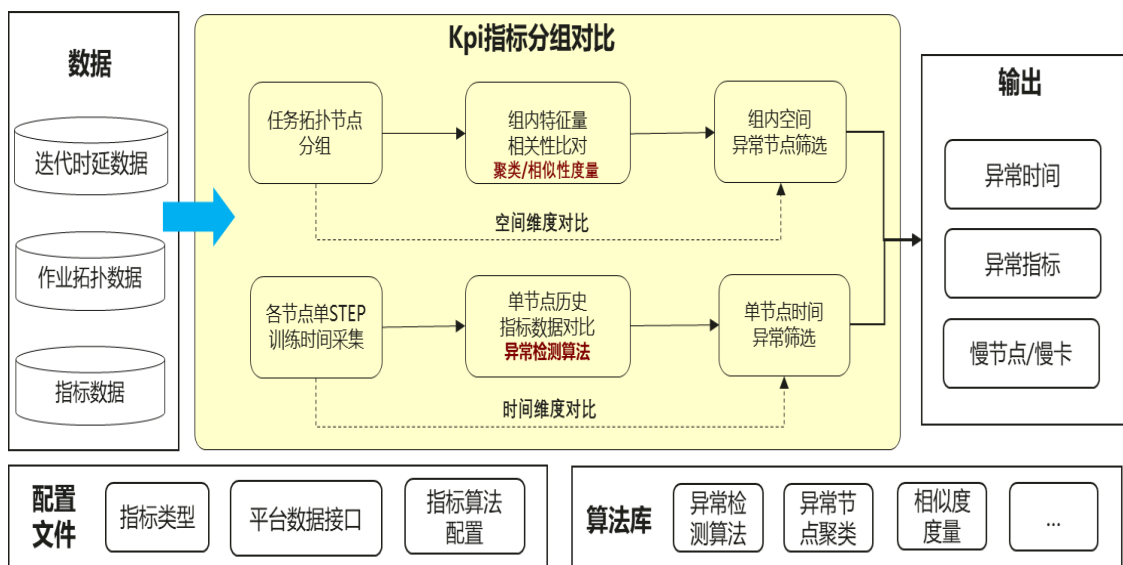 数据
迭代时延数据
作业拓扑数据
指标数据
Kpi指标分组对比
任务拓扑节点
分组
组内特征量
相关性比对
聚类/相似性度量
组内空间
异常节点筛选
空间维度对比
各节点单STEP
训练时间采集
单节点历史
指标数据对比
异常检测算法
单节点时间
异常筛选
时间维度对比
输出
异常时间
异常指标
慢节点/慢卡
配置
文件
指标类型
平台数据接口
指标算法
配置
算法库
异常检
测算法
异常节
点聚类
相似度
度量
...